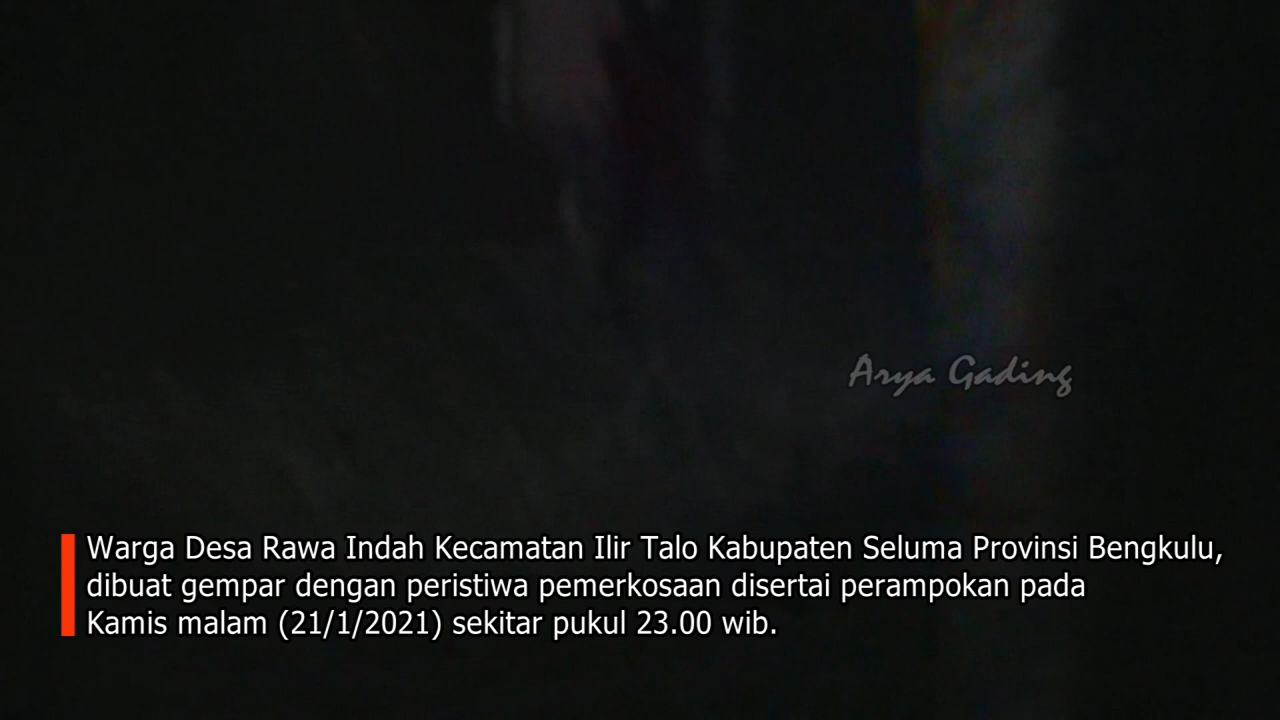 Arya Gading
Warga Desa Rawa Indah Kecamatan Ilir Talo Kabupaten Seluma Provinsi Bengkulu,
dibuat gempar dengan peristiwa pemerkosaan disertai perampokan pada
Kamis malam (21/1/2021) sekitar pukul 23.00 wib.